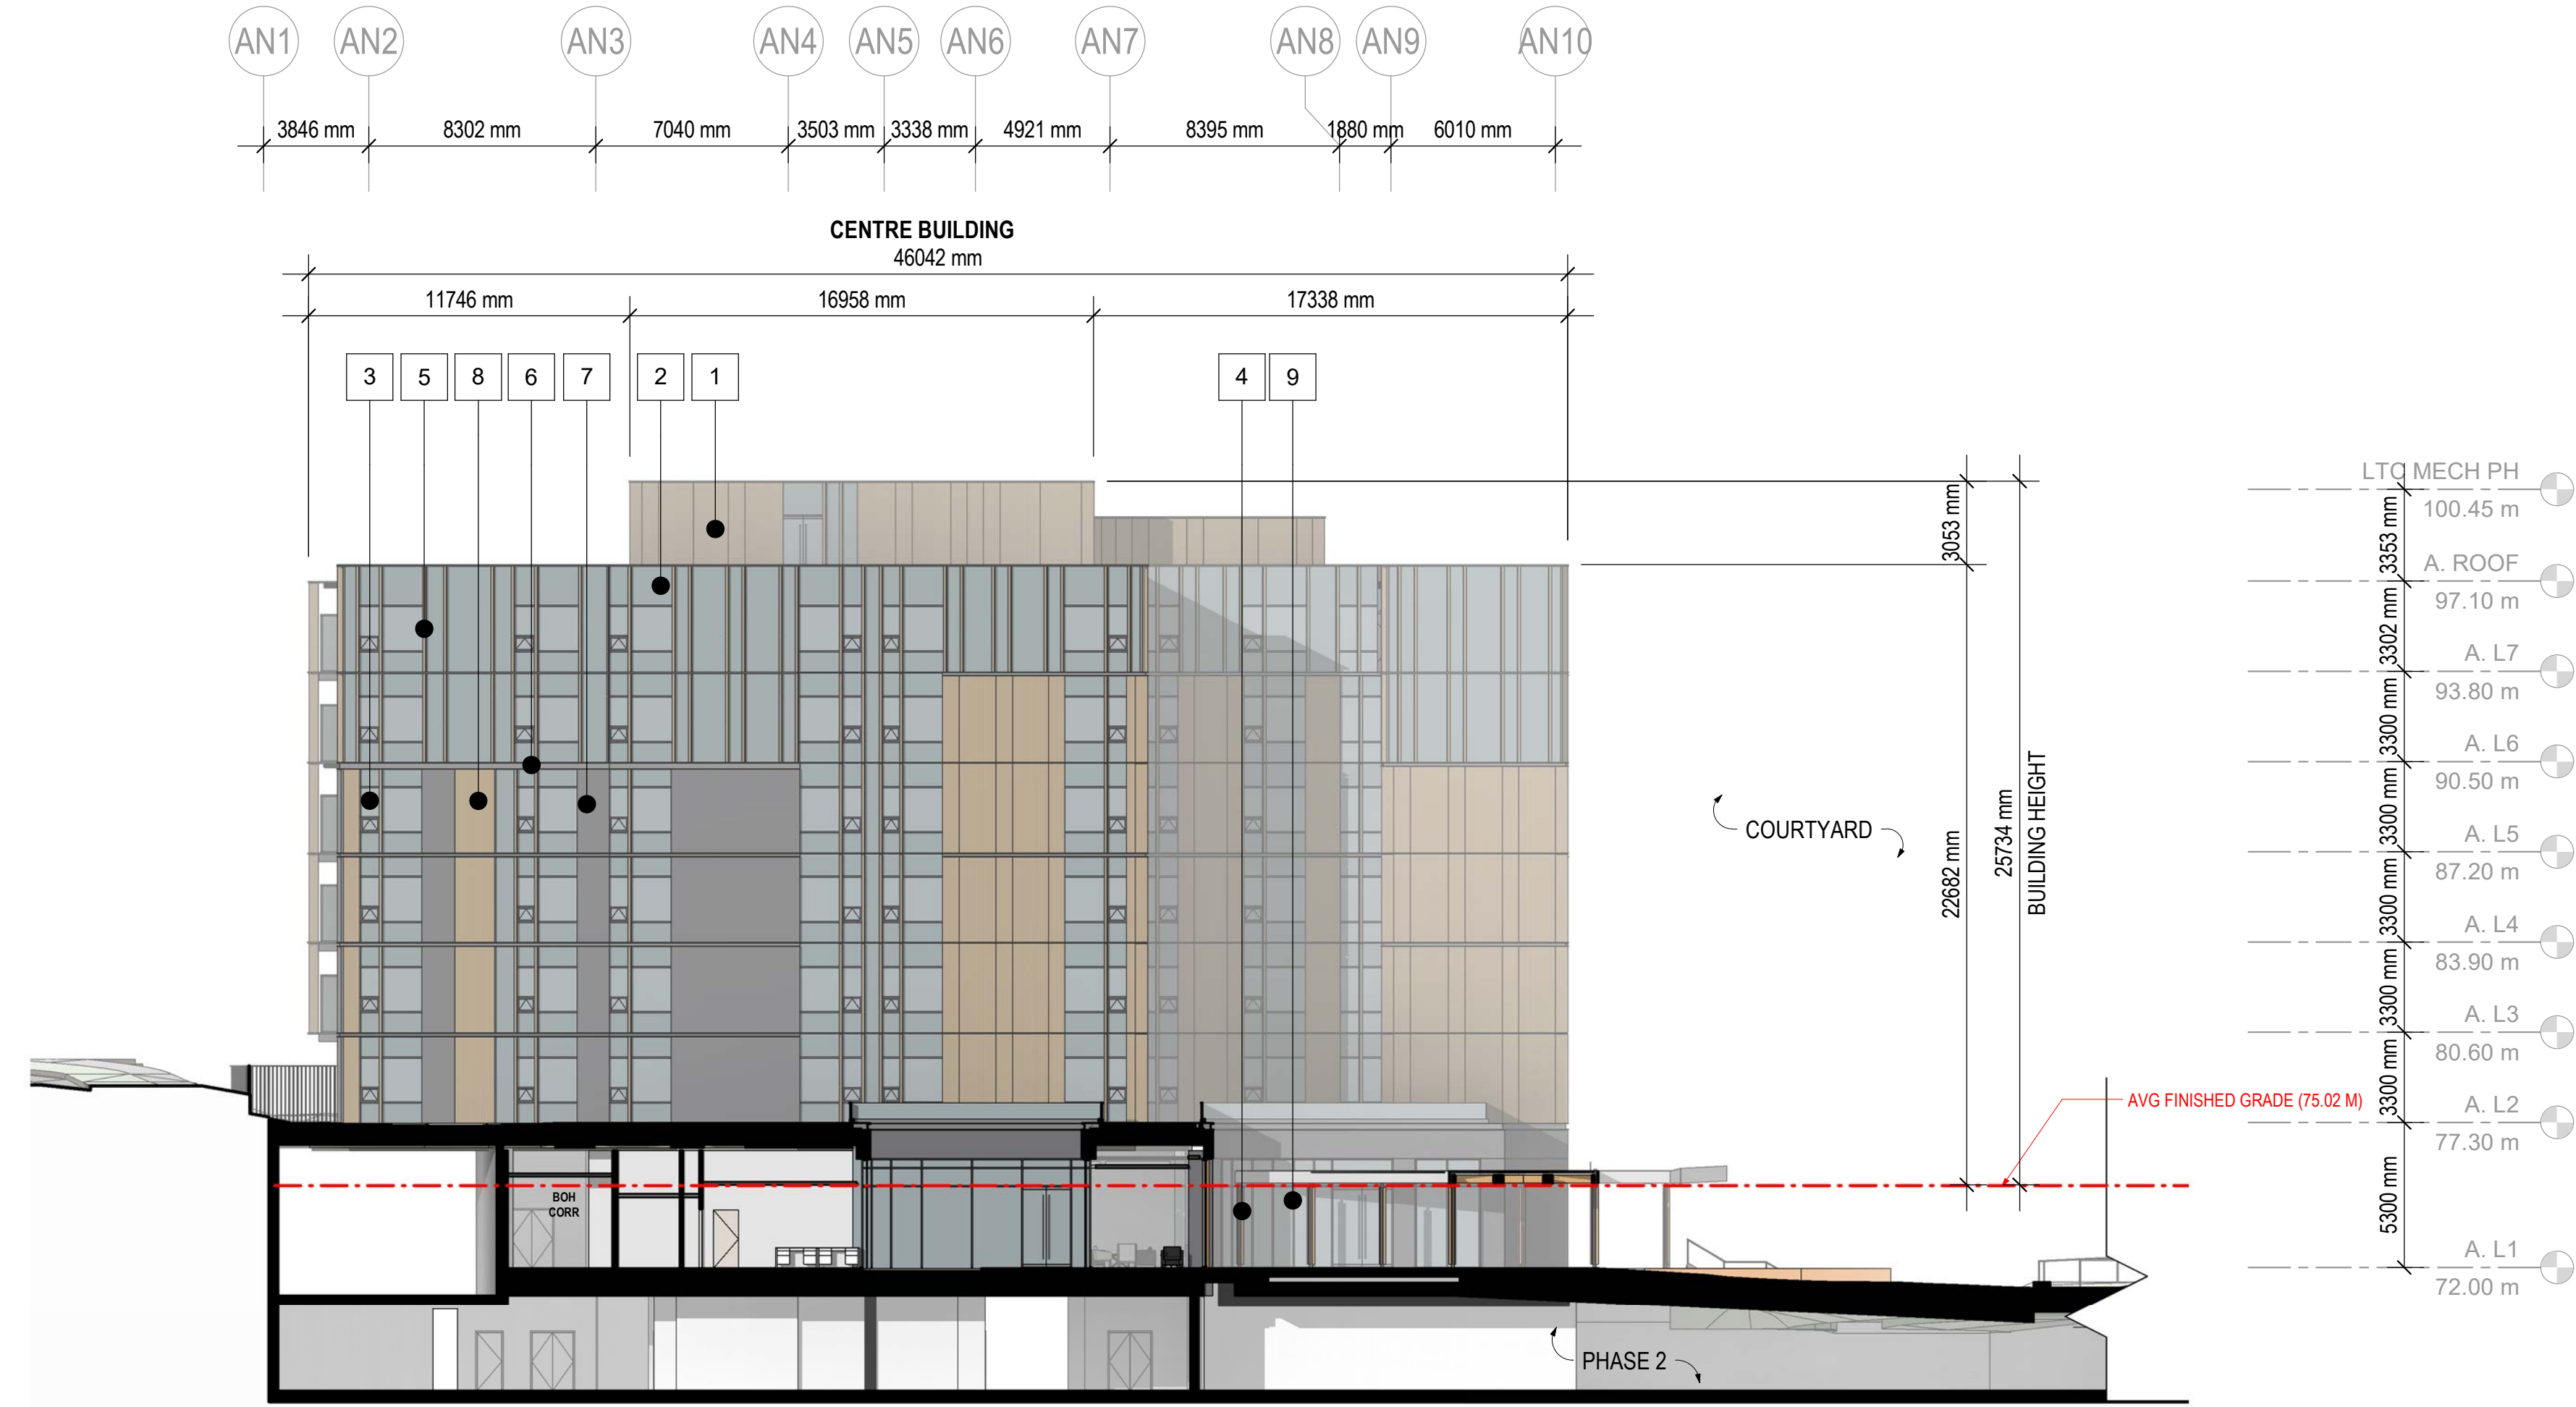 AN1 AN2 AN3 AN4 AN5 AN6 AN7 AN8 AN9 AN10
3846 mm 8302 mm 7040 mm 3503 mm 3338 mm 4921 mm 8395 mm 1880 mm 6010 mm
CENTRE BUILDING
46042 mm
11746 mm 16958 mm 17338 mm
3 5 8 6 7 2 1 4 9
LTC MECH PH
100.45 m
3053 mm
3353 mm
A. ROOF
97.10 m
3302 mm
A. L7
93.80 m
3300 mm
A. L6
90.50 m
3300 mm
A. L5
87.20 m
COURTYARD
22682 mm
25734 mm
BUILDING HEIGHT
3300 mm
A. L4
83.90 m
3300 mm
A. L3
80.60 m
3300 mm
AVG FINISHED GRADE (75.02 M)
A. L2
77.30 m
5300 mm
BOH
CORR
A. L1
72.00 m
PHASE 2